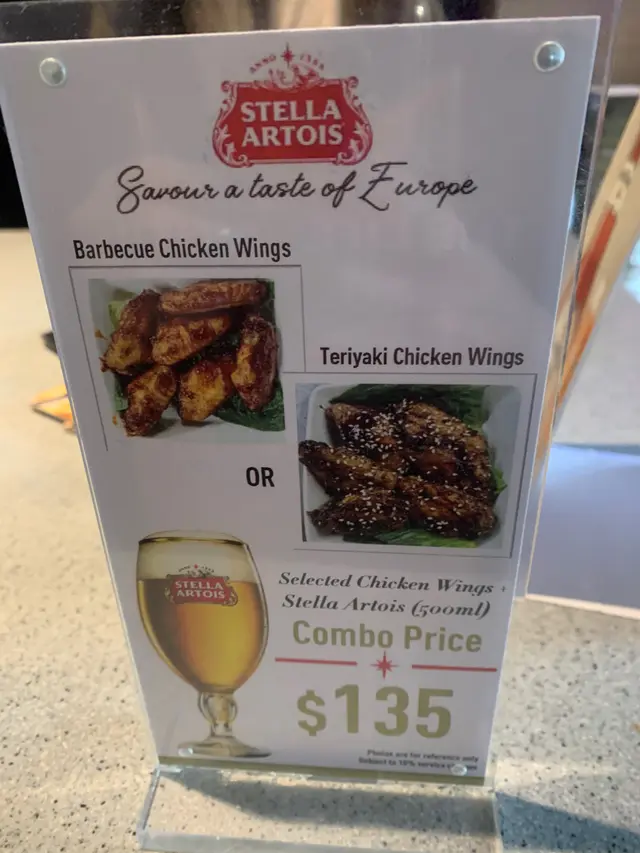 ANNO 1366
STELLA
ARTOIS
Savour a taste of Europe
Barbecue Chicken Wings
Teriyaki Chicken Wings
OR
STELLA
ARTOIS
Selected Chicken Wings +
Stella Artois (500ml)
Combo Price
$135
Photos are for reference only
Subject to 10% service